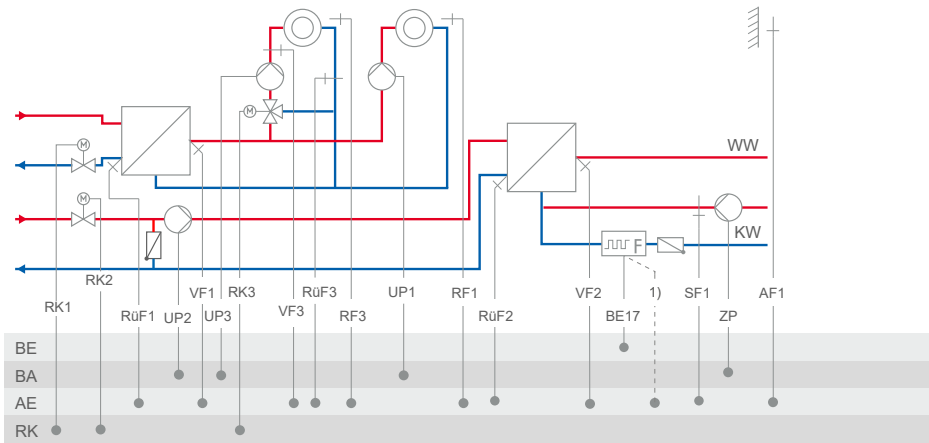 M
M
M
WW
F
KW
RK1
RK2
RüF1
UP2
VF1
UP3
RK3
VF3
RüF3
RF3
UP1
RF1
RüF2
VF2
BE17
1)
SF1
ZP
AF1
BE
BA
AE
RK